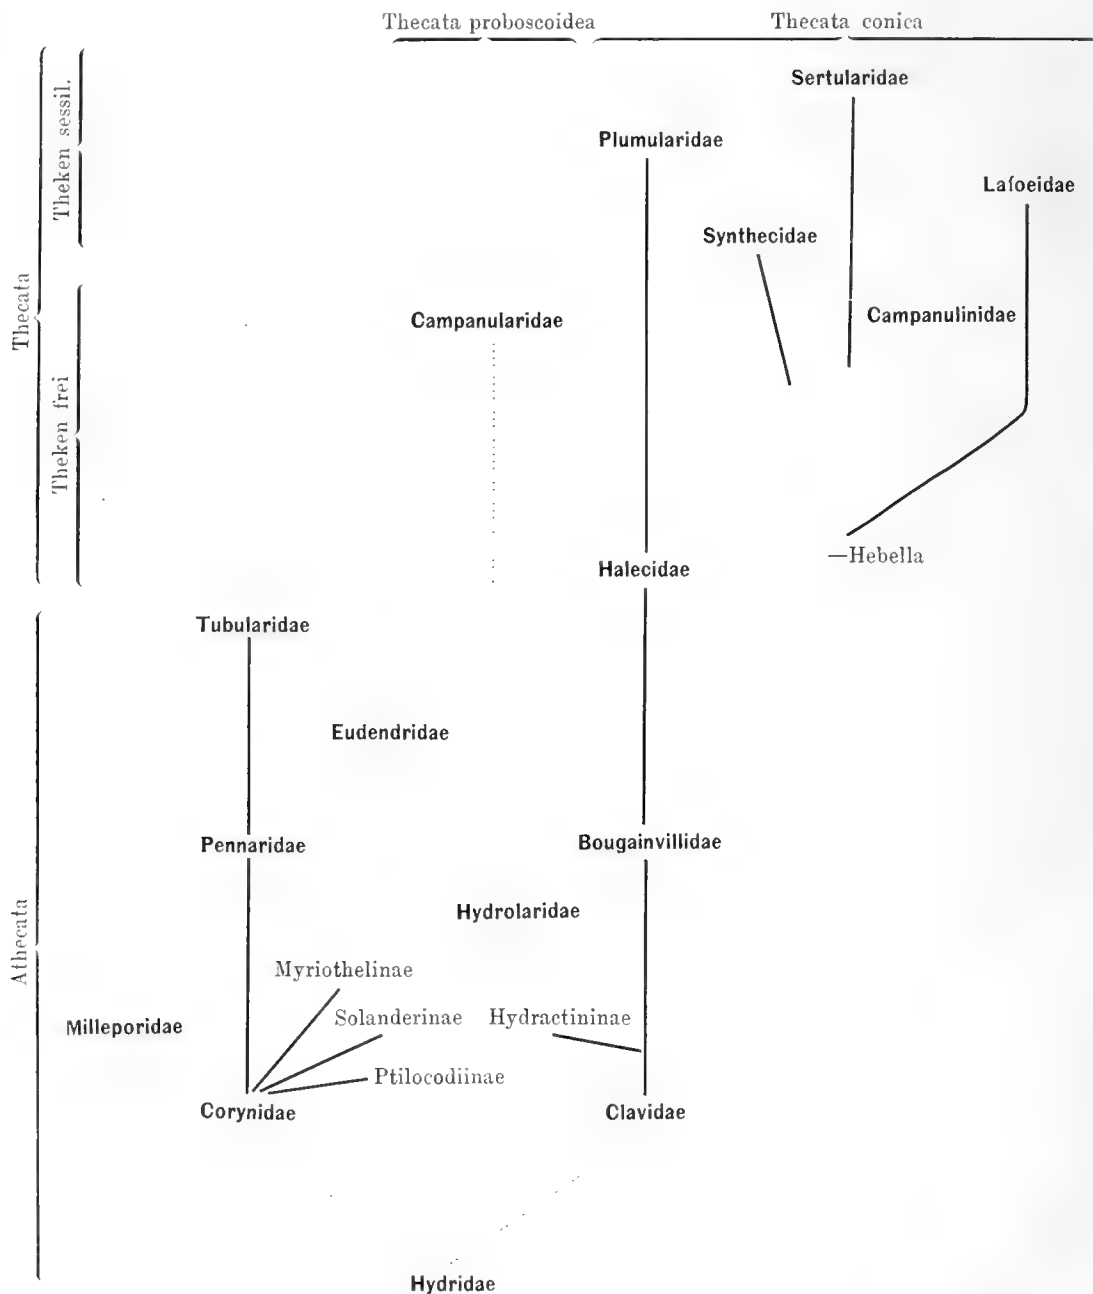 Thecata proboscoidea
Thecata conica
Thecata
Theken sessil.
Theken frei
Sertularidae
Plumularidae
Lafoeidae
Synthecidae
Campanularidae
Campanulinidae
—Hebella
Halecidae
Athecata
Tubularidae
Eudendridae
Pennaridae
Bougainvillidae
Hydrolaridae
Myriothelinae
Solanderinae
Hydractininae
Milleporidae
Ptilocodiinae
Corynidae
Clavidae
Hydridae